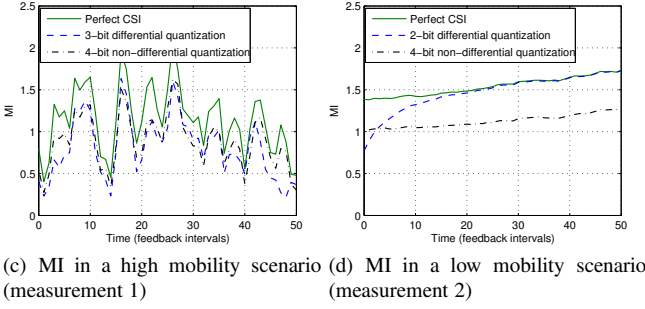 2.5
2
1.5
1
0.5
0
MI
Perfect CSI
3−bit differential quantization
4−bit non−differential quantization
0 10 20 30 40 50
Time (feedback intervals)
(c) MI in a high mobility scenario
(measurement 1)
2.5
2
1.5
1
0.5
0
MI
Perfect CSI
2−bit differential quantization
4−bit non−differential quantization
0 10 20 30 40 50
Time (feedback intervals)
(d) MI in a low mobility scenario
(measurement 2)